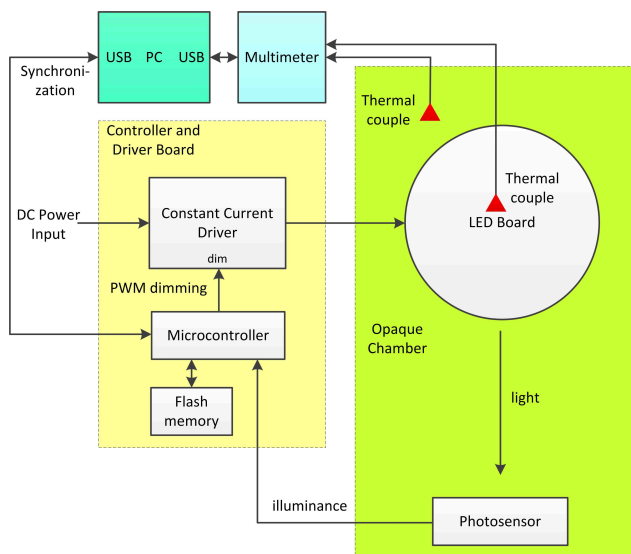 USB PC USB
Multimeter
Synchroni-
zation
Thermal
couple
Controller and
Driver Board
Thermal
couple
LED Board
DC Power
Input
Constant Current
Driver
dim
PWM dimming
Microcontroller
Opaque
Chamber
Flash
memory
light
illuminance
Photosensor